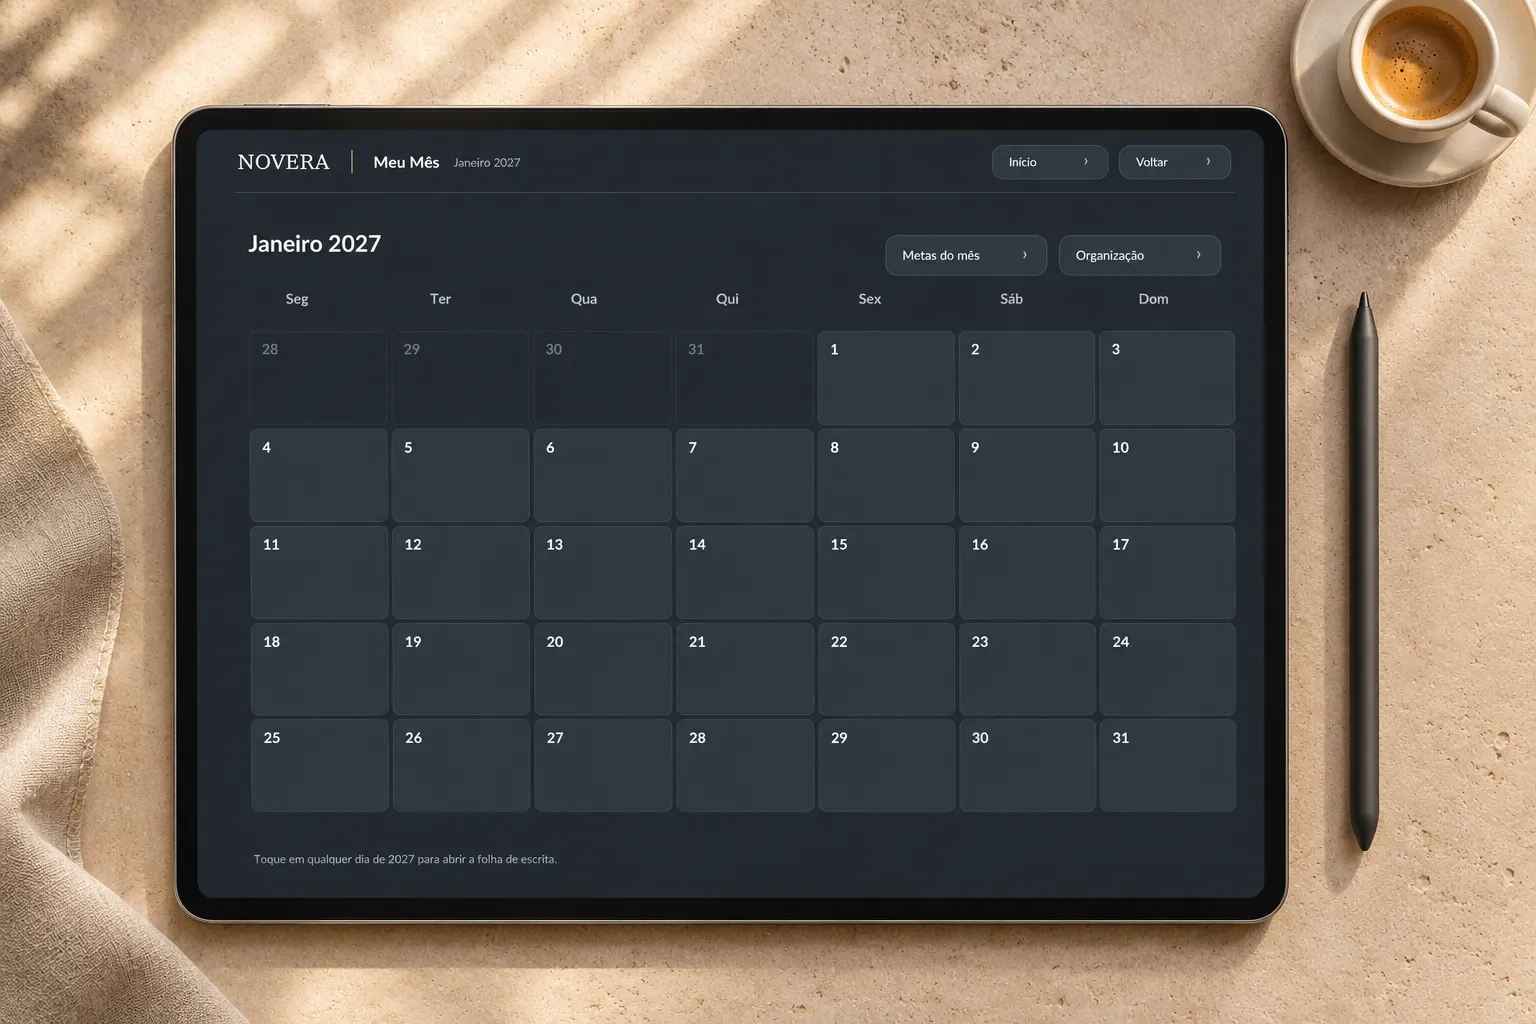 NOVERA Meu Mês Janeiro 2027 Início › Voltar ›
Janeiro 2027
Metas do mês › Organização ›
Seg Ter Qua Qui Sex Sáb Dom
28 29 30 31 1 2 3
4 5 6 7 8 9 10
11 12 13 14 15 16 17
18 19 20 21 22 23 24
25 26 27 28 29 30 31
Toque em qualquer dia de 2027 para abrir a folha de escrita.